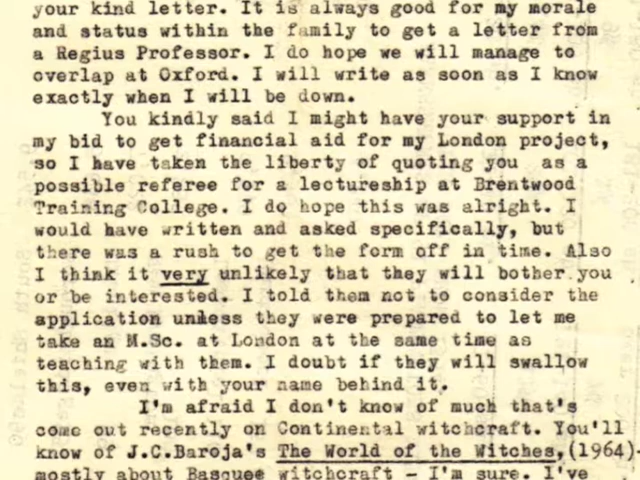 your kind letter. It is always good for my morale
and status within the family to get a letter from
a Regius Professor. I do hope we will manage to
overlap at Oxford. I will write as soon as I know
exactly when I will be down.
You kindly said I might have your support in
my bid to get financial aid for my London project,
so I have taken the liberty of quoting you as a
possible referee for a lectureship at Brentwood
Training College. I do hope this was alright. I
would have written and asked specifically, but
there was a rush to get the form off in time. Also
I think it very unlikely that they will bother you
or be interested. I told them not to consider the
application unless they were prepared to let me
take an M.Sc. at London at the same time as
teaching with them. I doubt if they will swallow
this, even with your name behind it.
I'm afraid I don't know of much that's
come out recently on Continental witchcraft. You'll
know of J.C.Baroja's The World of the Witches,(1964)-
mostly about Basquee witchcraft - I'm sure. I've